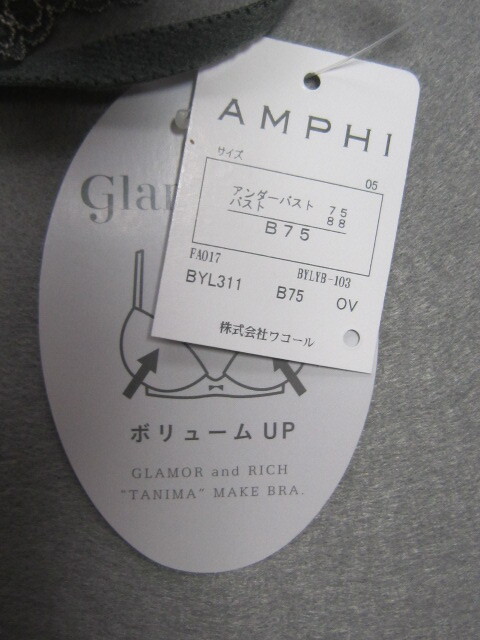 AMPHI
サイズ 05
アンダーバスト 75
バスト 88
B75
FA017 BYLYB-103
BYL311 B75 OV
株式会社ワコール
Glam
ボリュームUP
GLAMOR and RICH
"TANIMA" MAKE BRA.